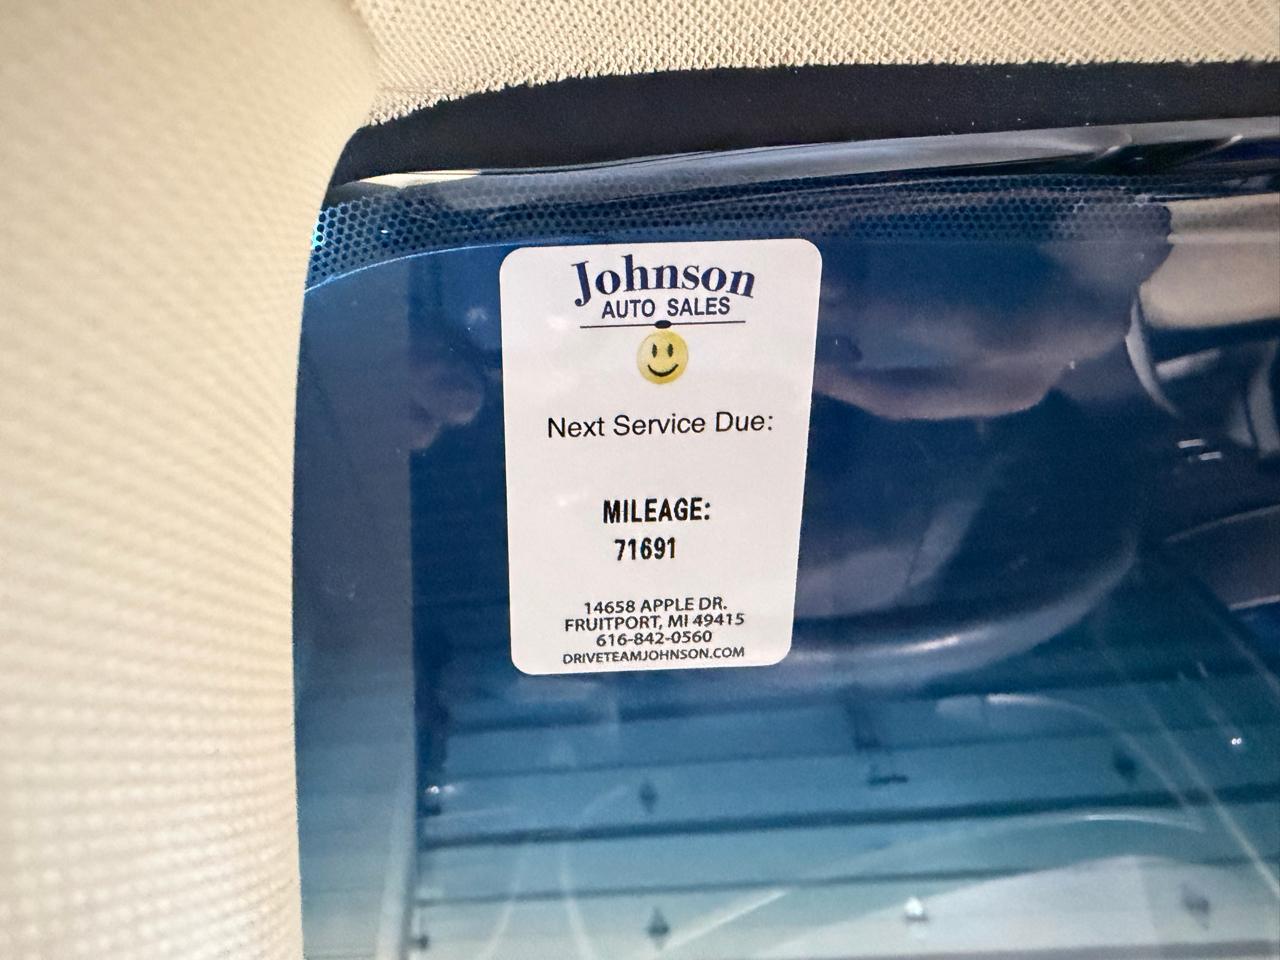 Johnson
AUTO SALES
Next Service Due:
MILEAGE:
71691
14658 APPLE DR.
FRUITPORT, MI 49415
616-842-0560
DRIVETEAMJOHNSON.COM